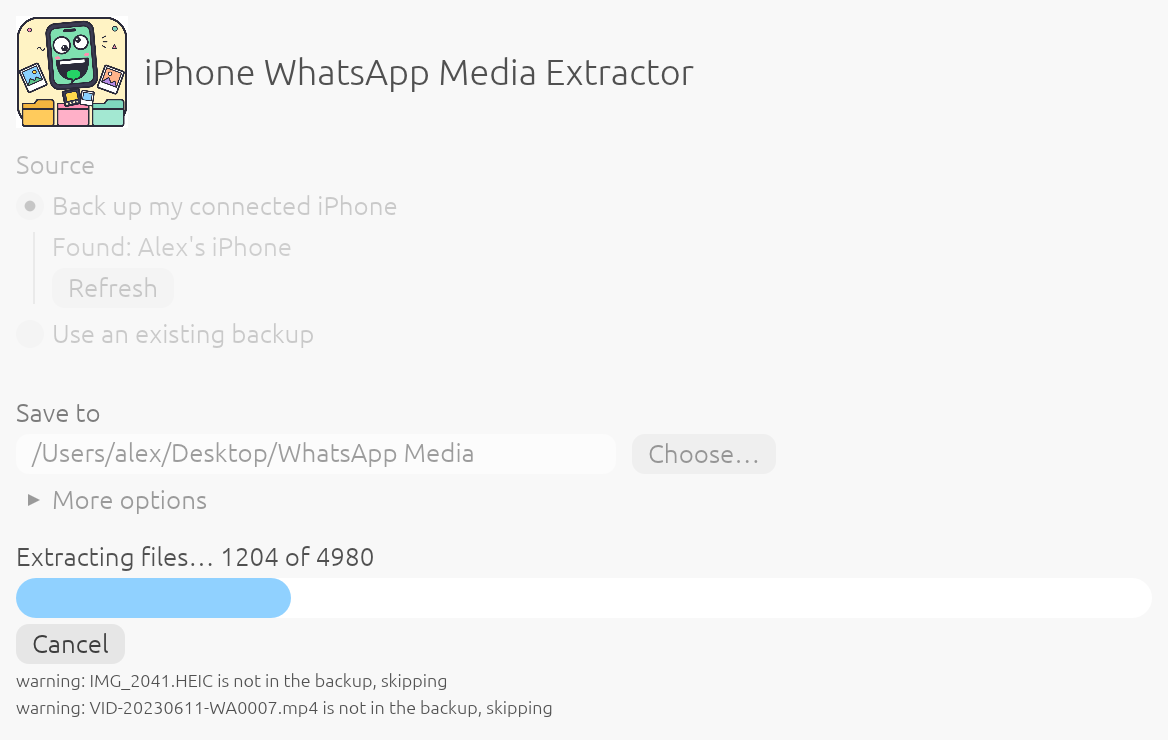 iPhone WhatsApp Media Extractor
Source
Back up my connected iPhone
Found: Alex's iPhone
Refresh
Use an existing backup
Save to
/Users/alex/Desktop/WhatsApp Media
Choose…
More options
Extracting files… 1204 of 4980
Cancel
warning: IMG_2041.HEIC is not in the backup, skipping
warning: VID-20230611-WA0007.mp4 is not in the backup, skipping